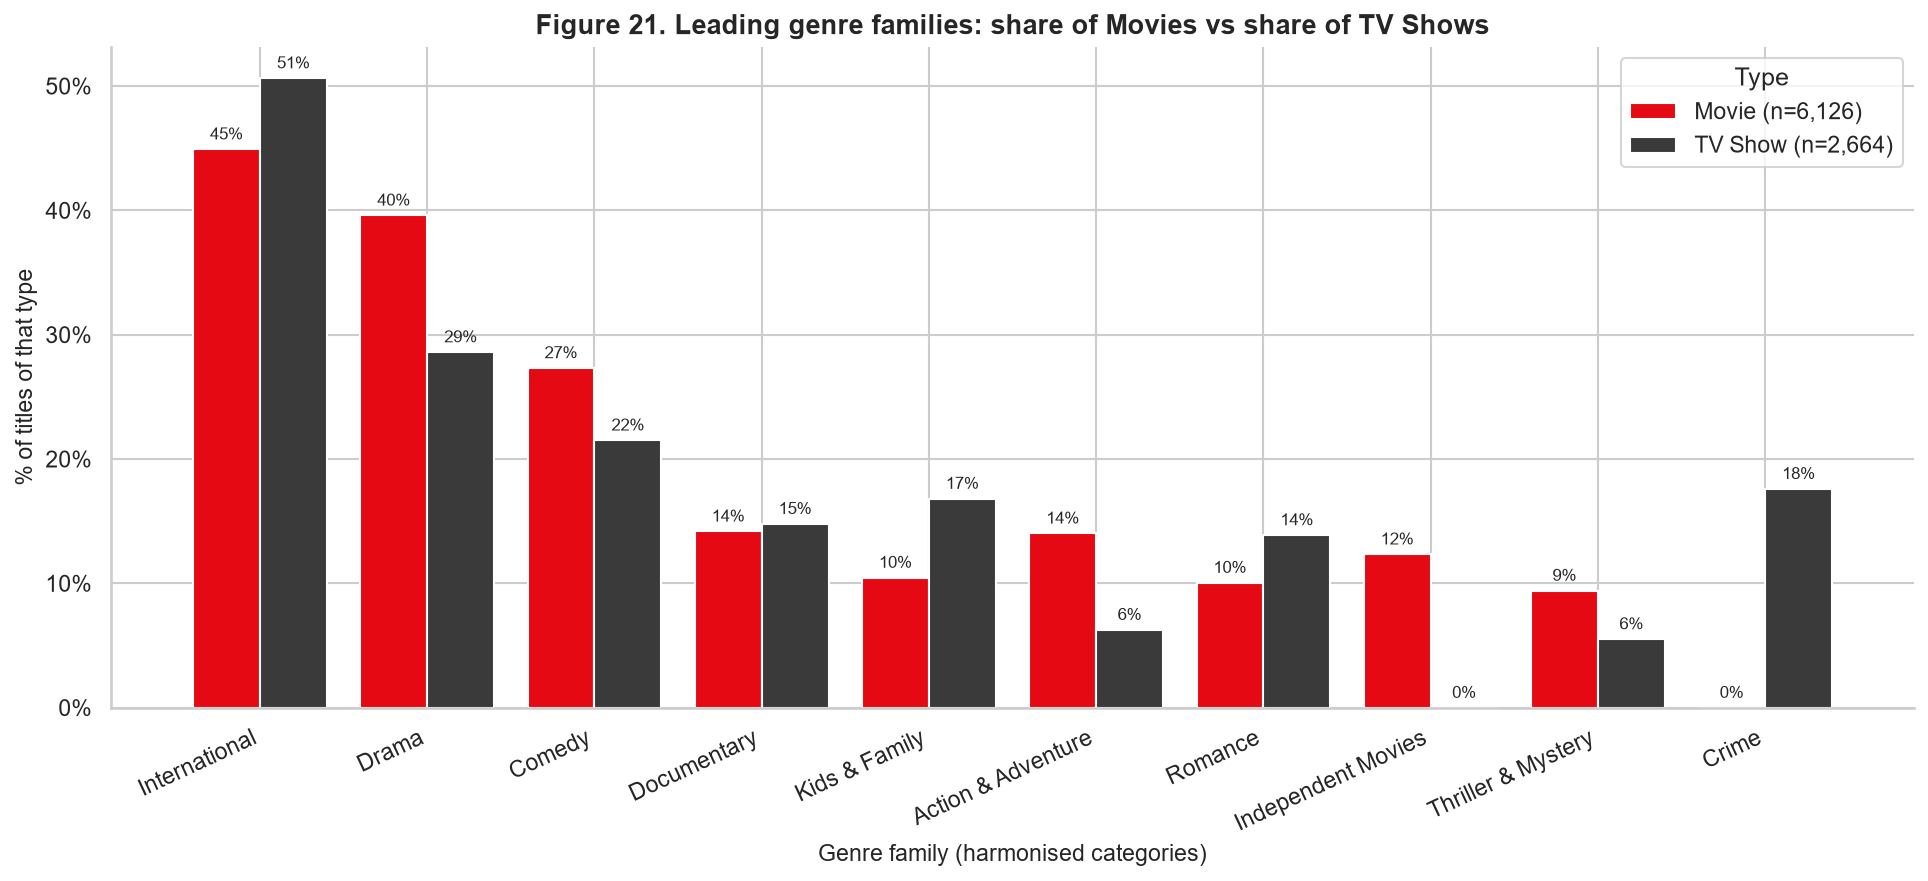 Figure 21. Leading genre families: share of Movies vs share of TV Shows
Type
Movie (n=6,126)
TV Show (n=2,664)
% of titles of that type
50%
40%
30%
20%
10%
0%
45%
51%
40%
29%
27%
22%
14%
15%
10%
17%
14%
6%
10%
14%
12%
0%
9%
6%
0%
18%
International
Drama
Comedy
Documentary
Kids & Family
Action & Adventure
Romance
Independent Movies
Thriller & Mystery
Crime
Genre family (harmonised categories)